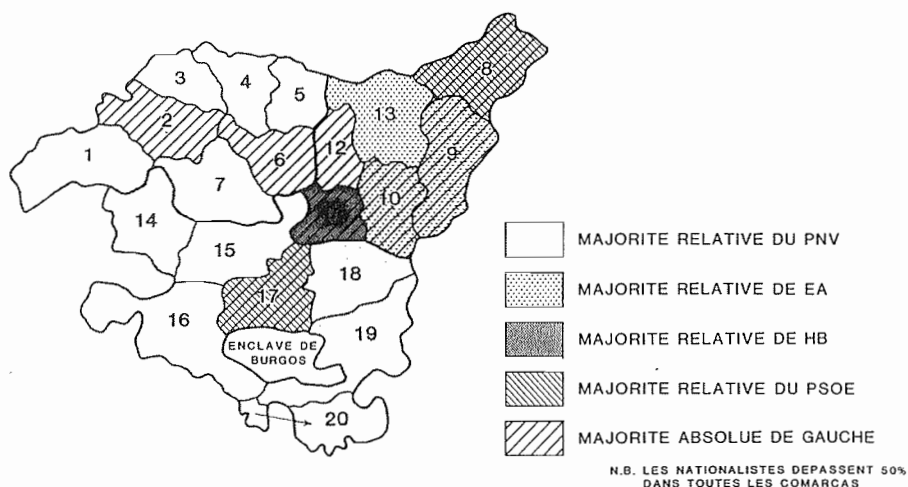 3
4
5
8
13
2
12
9
6
1
7
10
14
15
18
17
16
19
ENCLAVE DE
BURGOS
20
MAJORITE RELATIVE DU PNV
MAJORITE RELATIVE DE EA
MAJORITE RELATIVE DE HB
MAJORITE RELATIVE DU PSOE
MAJORITE ABSOLUE DE GAUCHE
N.B. LES NATIONALISTES DEPASSENT 50%
DANS TOUTES LES COMARCAS